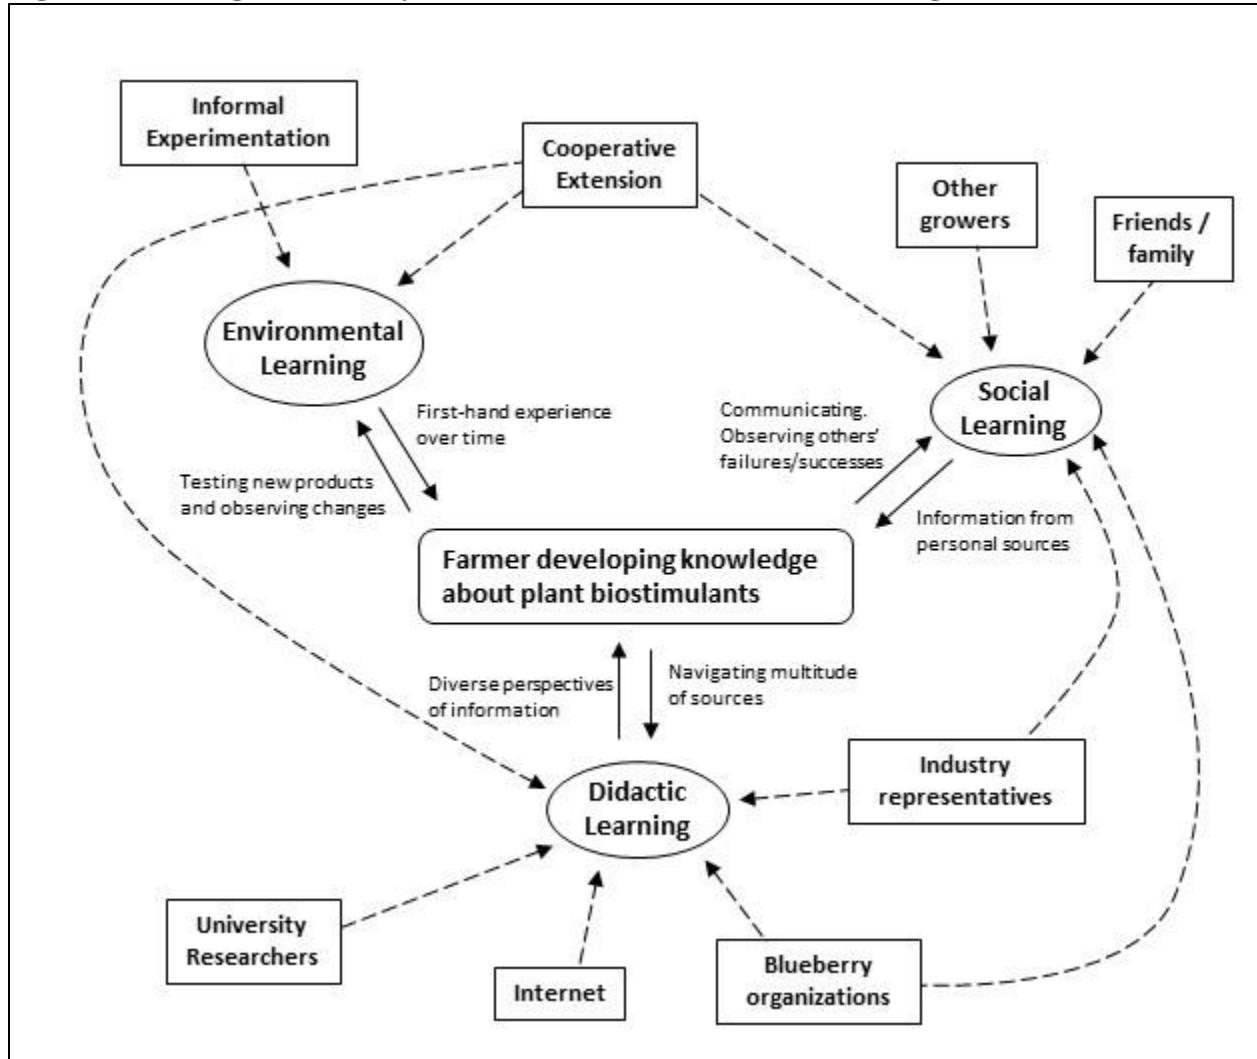 Informal
Experimentation
Cooperative
Extension
Other
growers
Friends /
family
Environmental
Learning
Social
Learning
First-hand experience
over time
Communicating.
Observing others'
failures/successes
Testing new products
and observing changes
Information from
personal sources
Farmer developing knowledge
about plant biostimulants
Diverse perspectives
of information
Navigating multitude
of sources
Industry
representatives
Didactic
Learning
University
Researchers
Internet
Blueberry
organizations